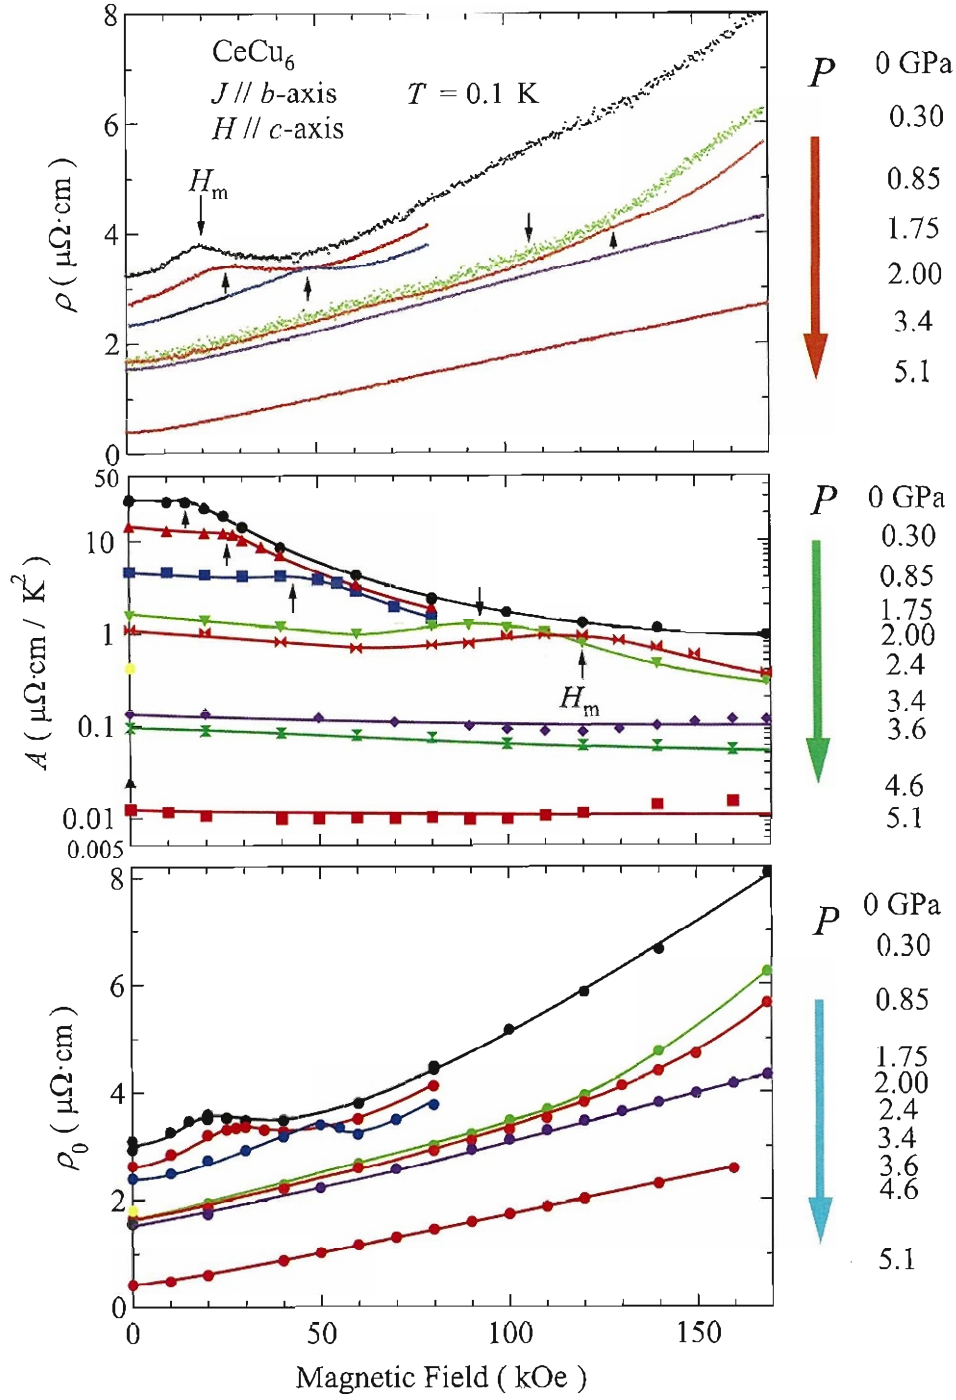 8
6
4
2
0
ρ ( μΩ·cm )
CeCu6
J // b-axis T = 0.1 K
H // c-axis
Hm
P
0 GPa
0.30
0.85
1.75
2.00
3.4
5.1
50
10
1
0.1
0.01
0.005
A ( μΩ·cm / K2 )
Hm
P
0 GPa
0.30
0.85
1.75
2.00
2.4
3.4
3.6
4.6
5.1
8
6
4
2
0
ρ0 ( μΩ·cm )
P
0 GPa
0.30
0.85
1.75
2.00
2.4
3.4
3.6
4.6
5.1
0 50 100 150
Magnetic Field ( kOe )